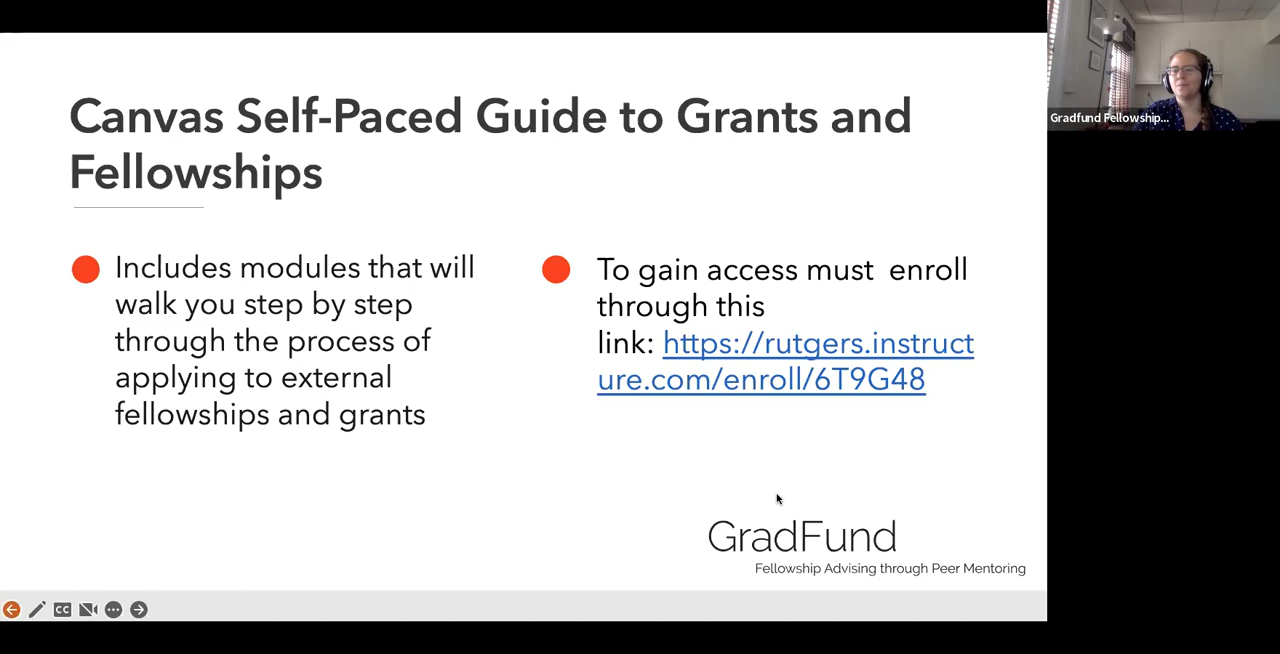 Canvas Self-Paced Guide to Grants and
Fellowships
Includes modules that will
walk you step by step
through the process of
applying to external
fellowships and grants
To gain access must  enroll
through this
link: https://rutgers.instruct
ure.com/enroll/6T9G48
GradFund
Fellowship Advising through Peer Mentoring
Gradfund Fellowship...
CC